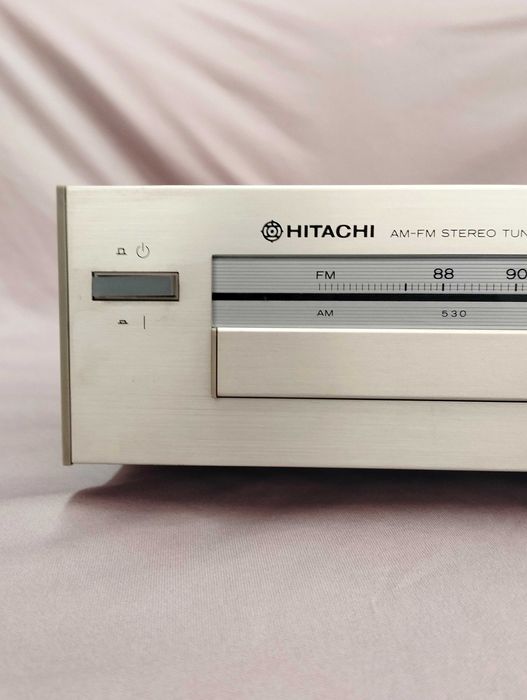 HITACHI AM-FM STEREO TUN
FM 88 90
AM 530